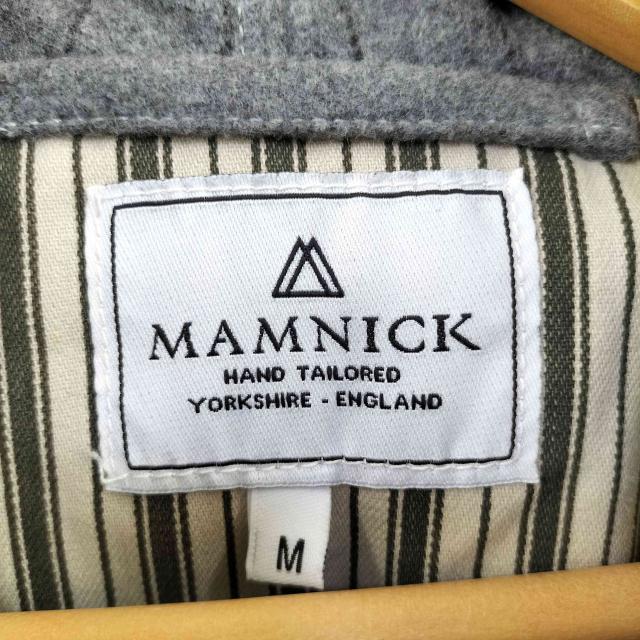 MAMNICK
HAND TAILORED
YORKSHIRE - ENGLAND
M